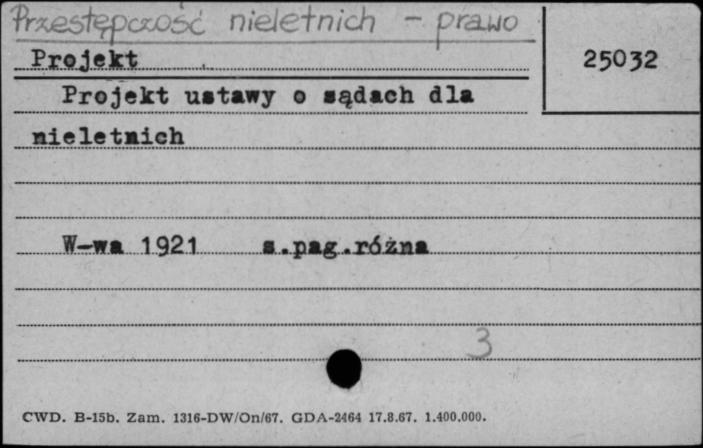 Przestępczość nieletnich - prawo
Projekt
25032
Projekt ustawy o sądach dla
nieletnich
W-wa 1921 s.pag.różna
3
CWD. B-15b. Zam. 1316-DW/On/67. GDA-2464 17.8.67. 1.400.000.